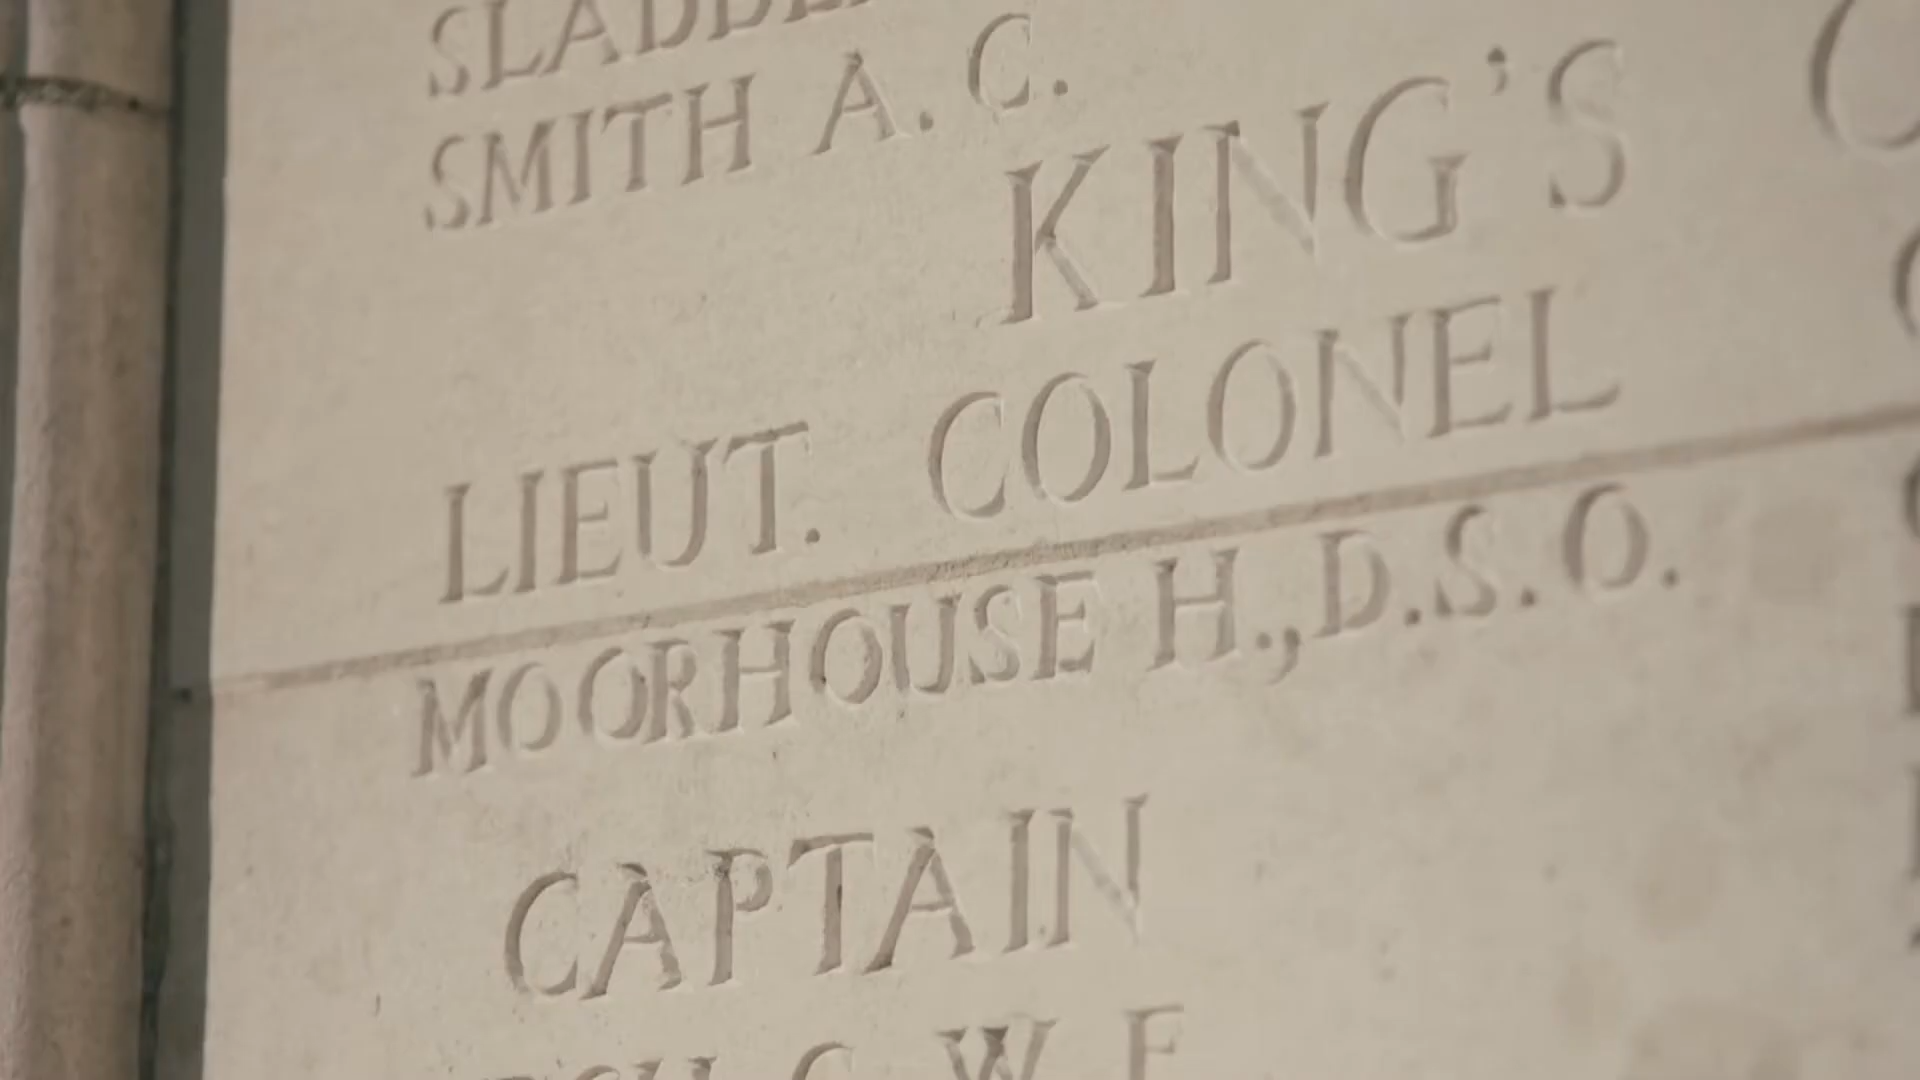 SMITH A.C.
KING'S
LIEUT. COLONEL
MOORHOUSE H., D.S.O.
CAPTAIN